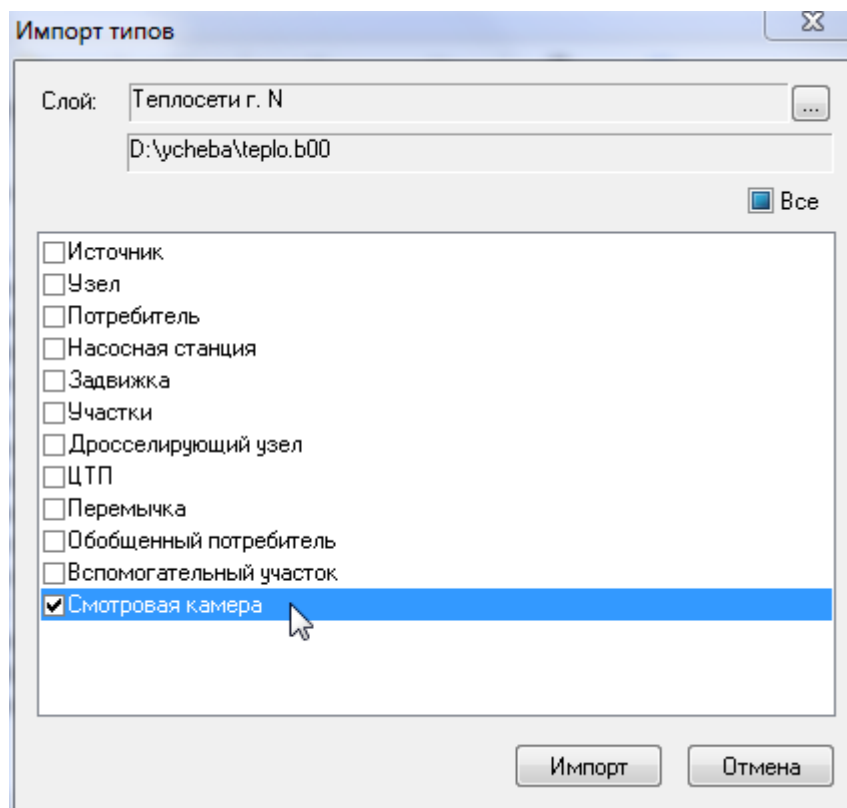 Импорт типов
Слой:
Теплосети г. N
...
D:\ycheba\teplo.b00
Все
Источник
Узел
Потребитель
Насосная станция
Задвижка
Участки
Дросселирующий узел
ЦТП
Перемычка
Обобщенный потребитель
Вспомогательный участок
Смотровая камера
Импорт
Отмена